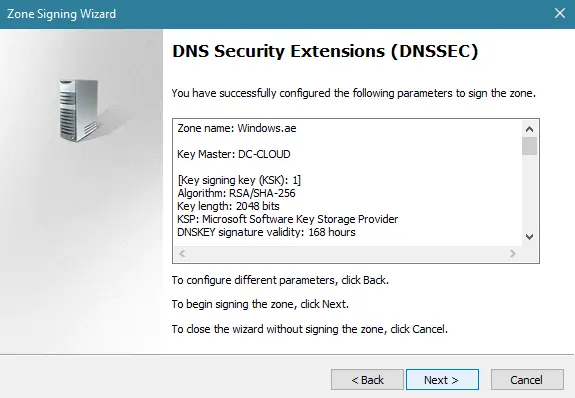 Zone Signing Wizard
DNS Security Extensions (DNSSEC)
You have successfully configured the following parameters to sign the zone.
Zone name: Windows.ae
Key Master: DC-CLOUD
[Key signing key (KSK): 1]
Algorithm: RSA/SHA-256
Key length: 2048 bits
KSP: Microsoft Software Key Storage Provider
DNSKEY signature validity: 168 hours
To configure different parameters, click Back.
To begin signing the zone, click Next.
To close the wizard without signing the zone, click Cancel.
< Back Next > Cancel